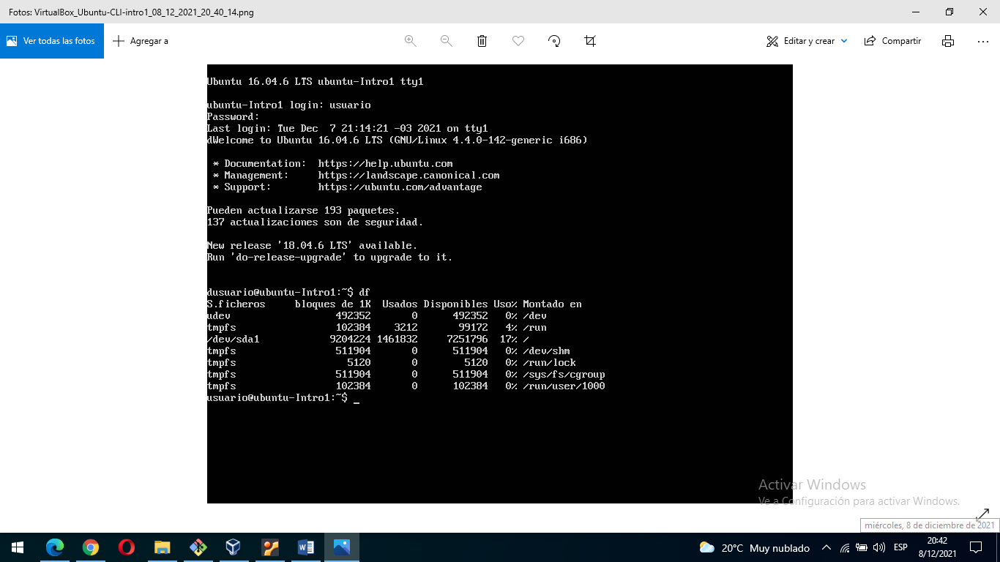 Fotos: VirtualBox_Ubuntu-CLI-intro1_08_12_2021_20_40_14.png
Ver todas las fotos
Agregar a
Editar y crear
Compartir
Ubuntu 16.04.6 LTS ubuntu-Intro1 tty1
ubuntu-Intro1 login: usuario
Password:
Last login: Tue Dec  7 21:14:21 -03 2021 on tty1
dWelcome to Ubuntu 16.04.6 LTS (GNU/Linux 4.4.0-142-generic i686)
* Documentation:  https://help.ubuntu.com
* Management:     https://landscape.canonical.com
* Support:        https://ubuntu.com/advantage
Pueden actualizarse 193 paquetes.
137 actualizaciones son de seguridad.
New release '18.04.6 LTS' available.
Run 'do-release-upgrade' to upgrade to it.
dusuario@ubuntu-Intro1:~$ df
S.ficheros     bloques de 1K  Usados Disponibles Uso% Montado en
udev                  492352       0      492352   0% /dev
tmpfs                 102384    3212       99172   4% /run
/dev/sda1            9204224 1461832     7251796  17% /
tmpfs                 511904       0      511904   0% /dev/shm
tmpfs                   5120       0        5120   0% /run/lock
tmpfs                 511904       0      511904   0% /sys/fs/cgroup
tmpfs                 102384       0      102384   0% /run/user/1000
usuario@ubuntu-Intro1:~$ _
Activar Windows
Ve a Configuración para activar Windows.
miércoles, 8 de diciembre de 2021
20°C Muy nublado
ESP
20:42
8/12/2021